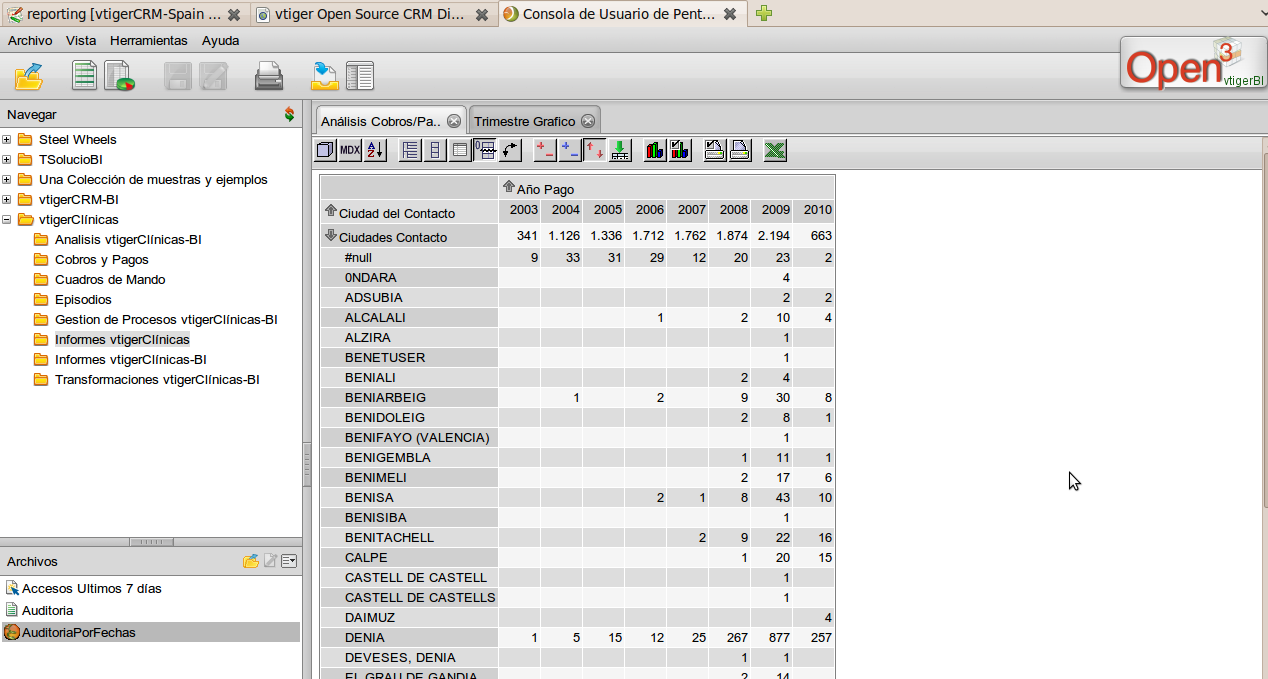 reporting [vtigerCRM-Spain ... vtiger Open Source CRM Di... Consola de Usuario de Pent...
Archivo Vista Herramientas Ayuda
Open3 vtigerBI
Navegar
Steel Wheels
TSolucioBI
Una Colección de muestras y ejemplos
vtigerCRM-BI
vtigerClínicas
Analisis vtigerClínicas-BI
Cobros y Pagos
Cuadros de Mando
Episodios
Gestion de Procesos vtigerClínicas-BI
Informes vtigerClínicas
Informes vtigerClínicas-BI
Transformaciones vtigerClínicas-BI
Archivos
Accesos Ultimos 7 días
Auditoria
AuditoriaPorFechas
Análisis Cobros/Pa.. Trimestre Grafico
MDX
Año Pago
Ciudad del Contacto 2003 2004 2005 2006 2007 2008 2009 2010
Ciudades Contacto 341 1.126 1.336 1.712 1.762 1.874 2.194 663
#null 9 33 31 29 12 20 23 2
0NDARA 4
ADSUBIA 2 2
ALCALALI 1 2 10 4
ALZIRA 1
BENETUSER 1
BENIALI 2 4
BENIARBEIG 1 2 9 30 8
BENIDOLEIG 2 8 1
BENIFAYO (VALENCIA) 1
BENIGEMBLA 1 11 1
BENIMELI 2 17 6
BENISA 2 1 8 43 10
BENISIBA 1
BENITACHELL 2 9 22 16
CALPE 1 20 15
CASTELL DE CASTELL 1
CASTELL DE CASTELLS 1
DAIMUZ 4
DENIA 1 5 15 12 25 267 877 257
DEVESES, DENIA 1 1
EL GRAU DE GANDIA 2 14